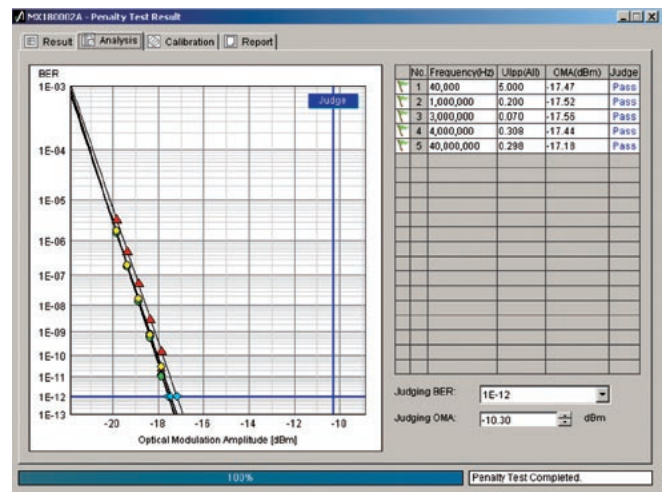 MX180002A - Penalty Test Result
Result Analysis Calibration Report
BER
1E-03
1E-04
1E-05
1E-06
1E-07
1E-08
1E-09
1E-10
1E-11
1E-12
1E-13
Judge
-20 -18 -16 -14 -12 -10
Optical Modulation Amplitude [dBm]
No. Frequency(Hz) UIpp(All) OMA(dBm) Judge
1 40,000 5.000 -17.47 Pass
2 1,000,000 0.200 -17.52 Pass
3 3,000,000 0.070 -17.56 Pass
4 4,000,000 0.308 -17.44 Pass
5 40,000,000 0.298 -17.18 Pass
Judging BER: 1E-12
Judging OMA: -10.30 dBm
100% Penalty Test Completed.